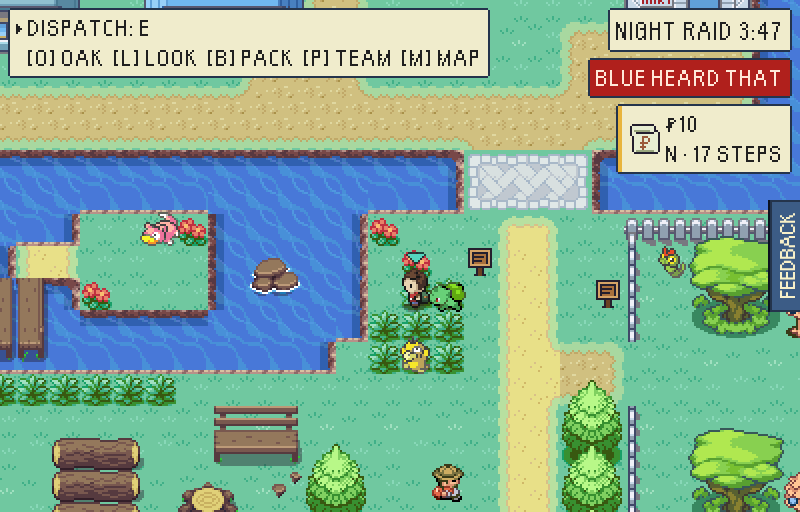 DISPATCH: E
[O] OAK [L] LOOK [B] PACK [P] TEAM [M] MAP
NIGHT RAID 3:47
BLUE HEARD THAT
₽10
N · 17 STEPS
FEEDBACK